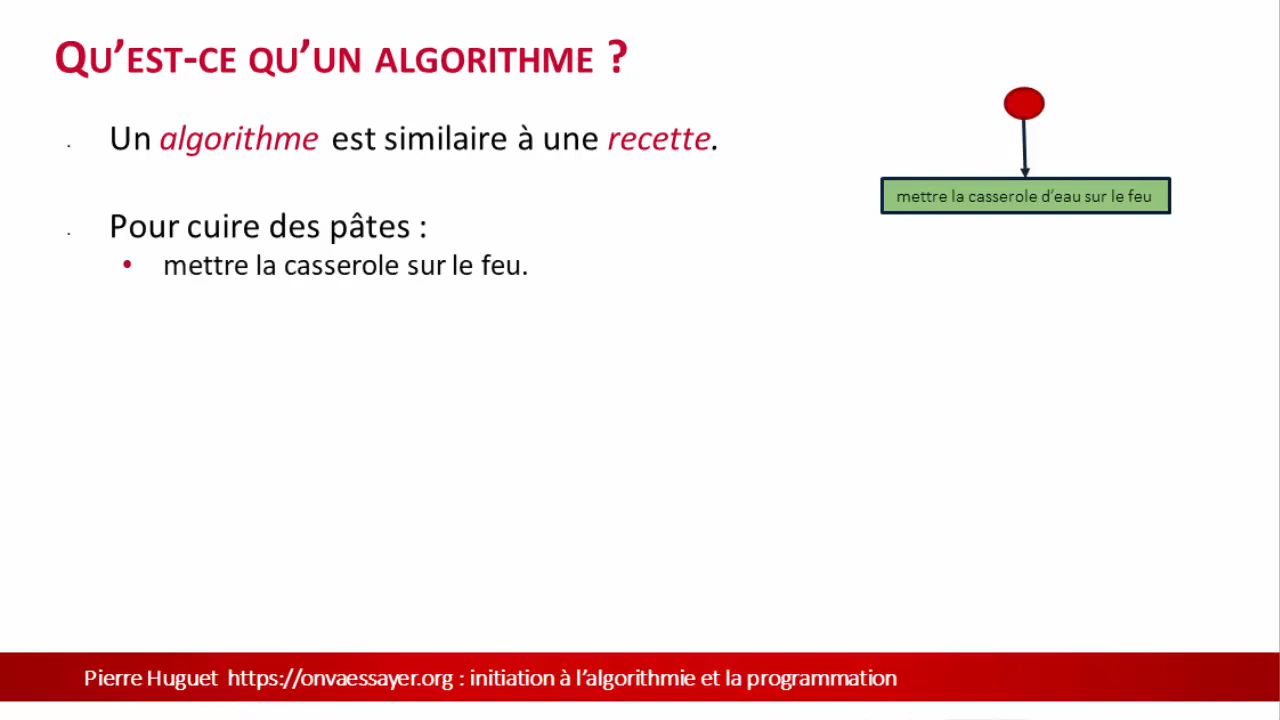 QU'EST-CE QU'UN ALGORITHME ?
Un algorithme est similaire à une recette.
mettre la casserole d'eau sur le feu
Pour cuire des pâtes :
• mettre la casserole sur le feu.
Pierre Huguet https://onvaessayer.org : initiation à l'algorithmie et la programmation